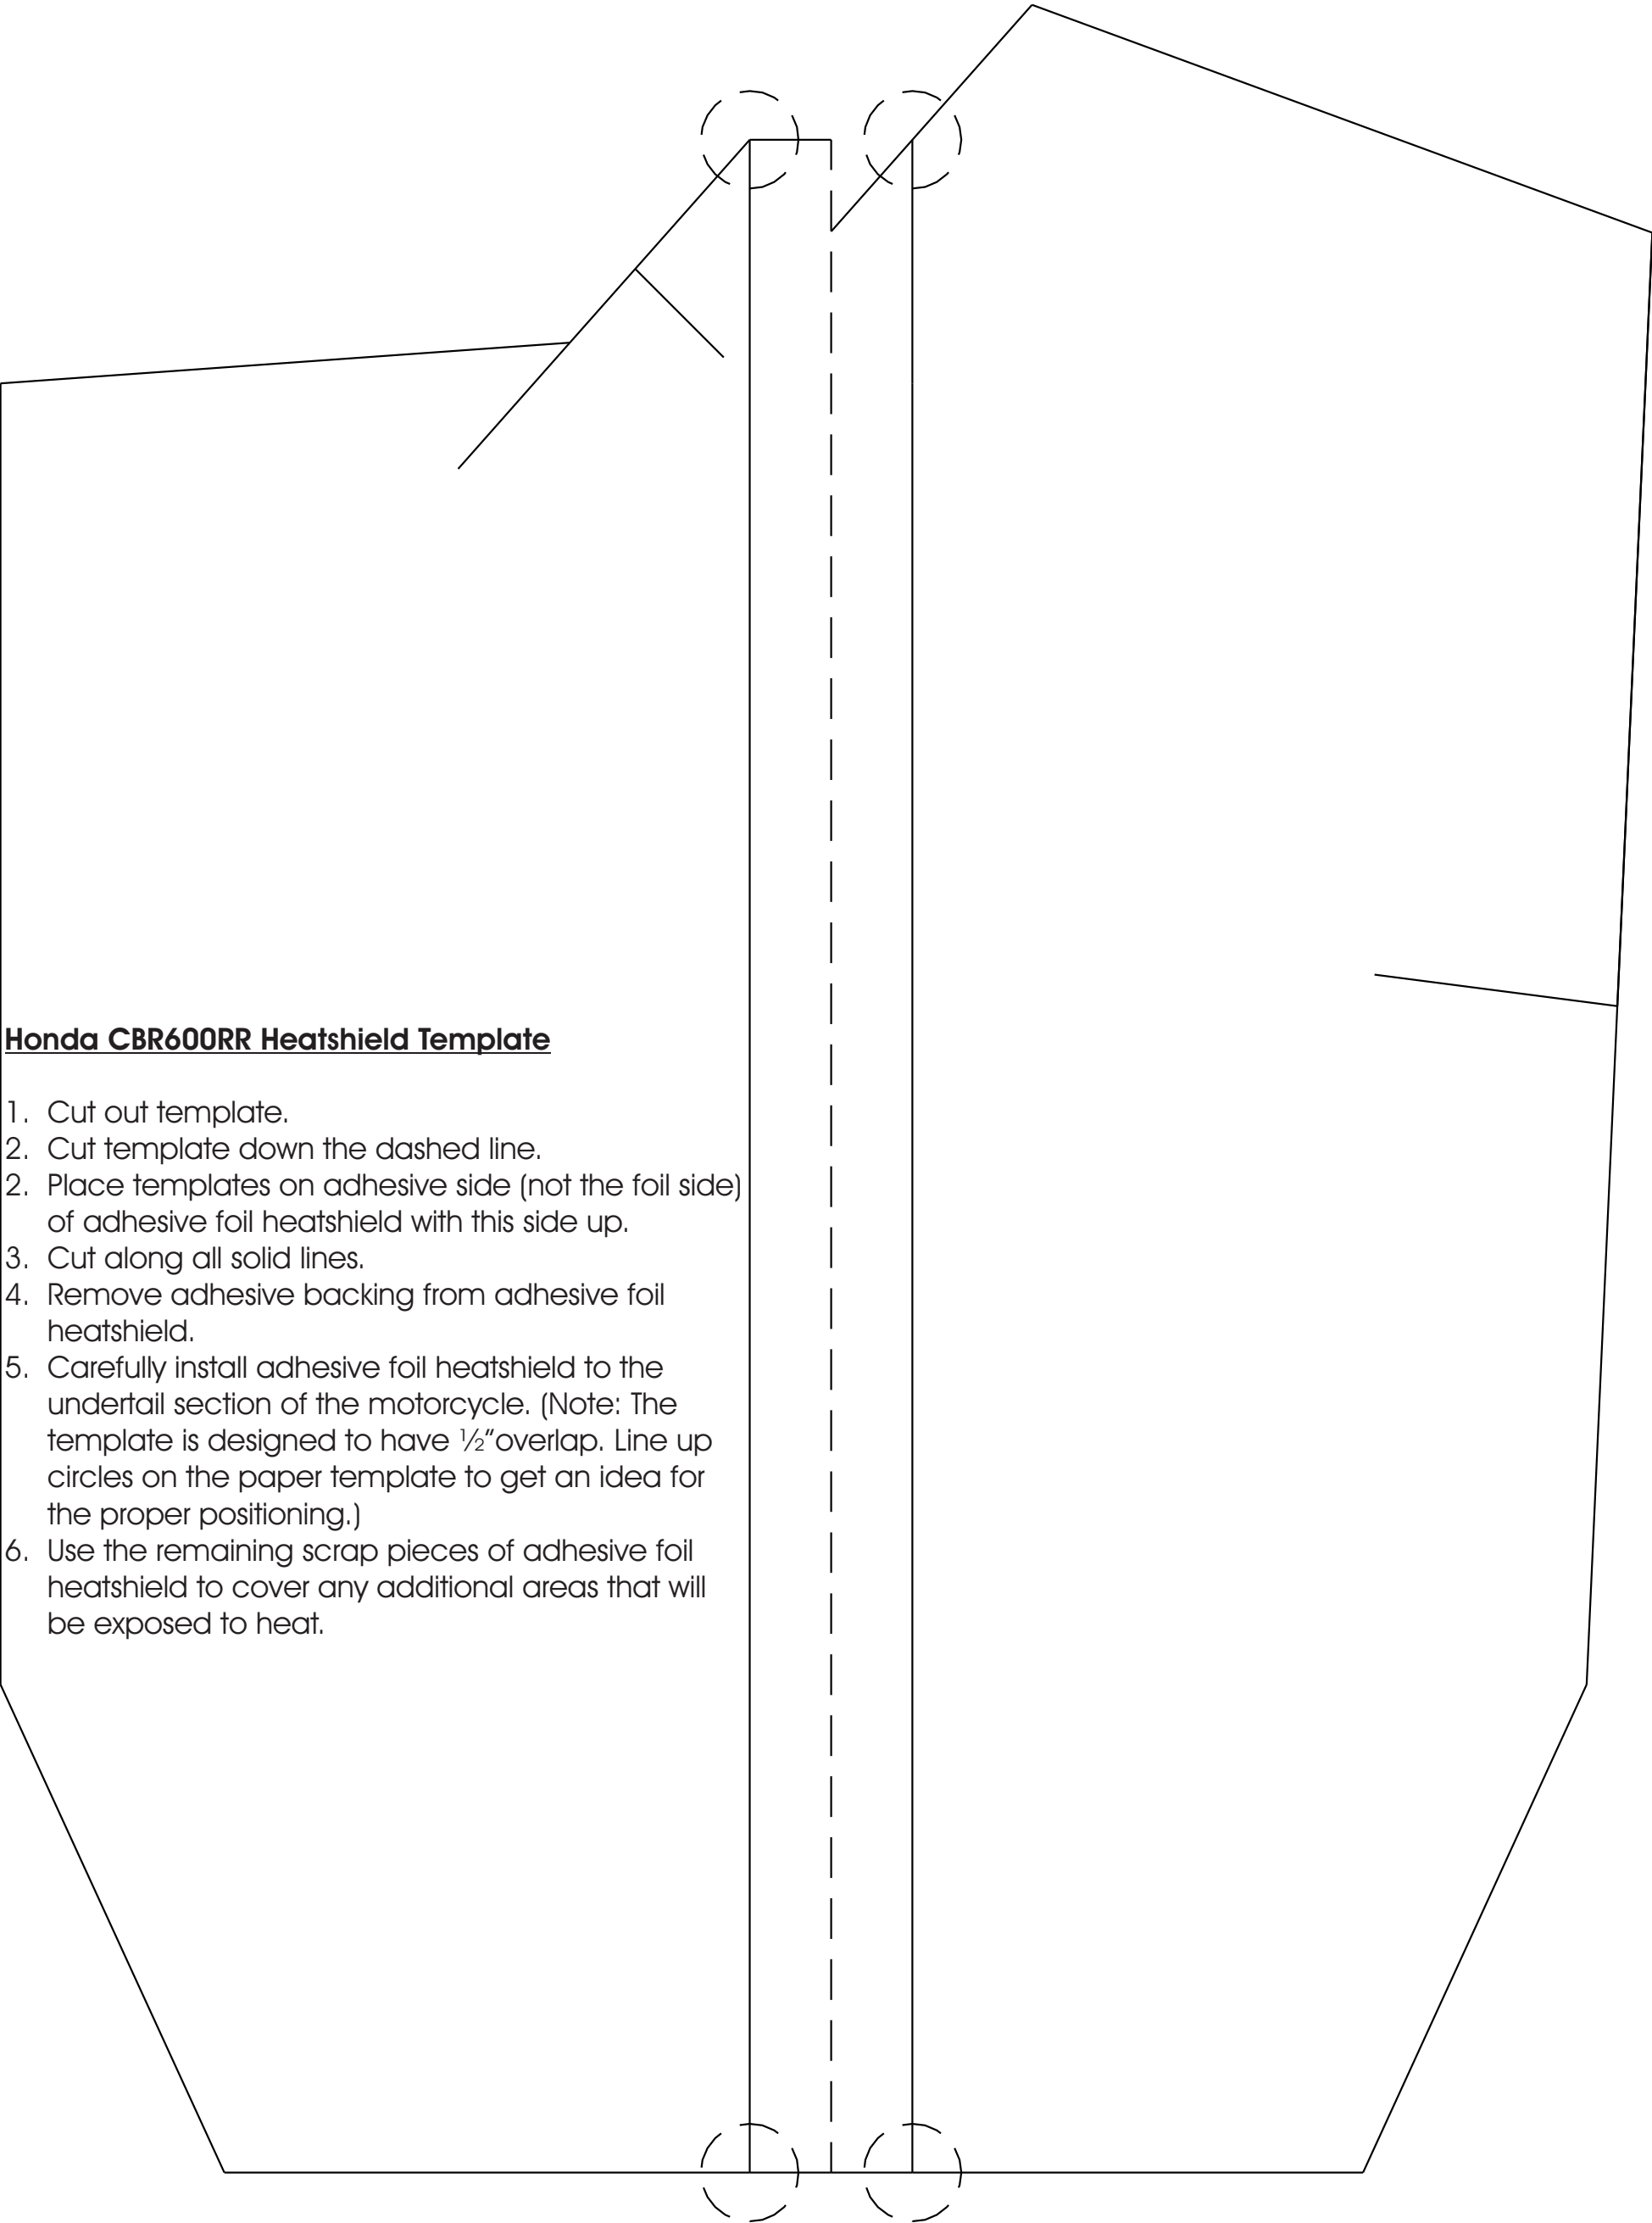 Honda CBR600RR Heatshield Template
1. Cut out template.
2. Cut template down the dashed line.
2. Place templates on adhesive side (not the foil side)
of adhesive foil heatshield with this side up.
3. Cut along all solid lines.
4. Remove adhesive backing from adhesive foil
heatshield.
5. Carefully install adhesive foil heatshield to the
undertail section of the motorcycle. (Note: The
template is designed to have ½"overlap. Line up
circles on the paper template to get an idea for
the proper positioning.)
6. Use the remaining scrap pieces of adhesive foil
heatshield to cover any additional areas that will
be exposed to heat.